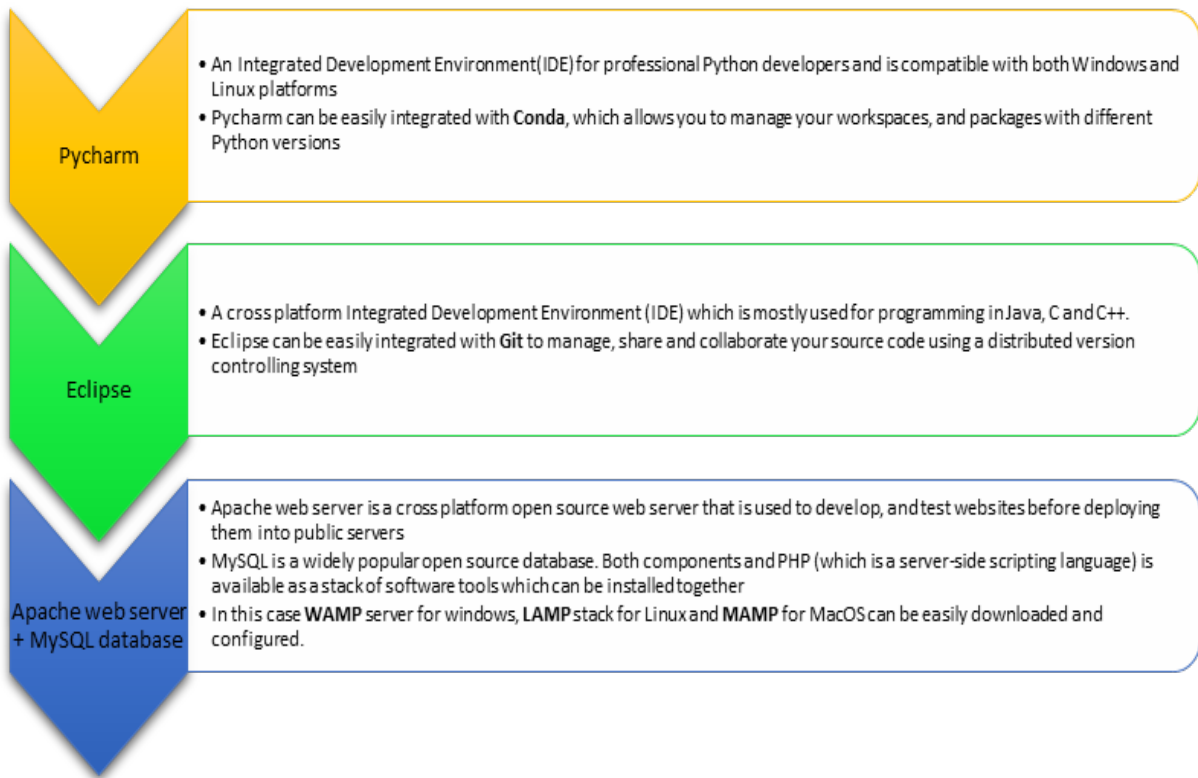 Pycharm
• An Integrated Development Environment(IDE) for professional Python developers and is compatible with both Windows and
Linux platforms
• Pycharm can be easily integrated with Conda, which allows you to manage your workspaces, and packages with different
Python versions
Eclipse
• A cross platform Integrated Development Environment (IDE) which is mostly used for programming in Java, C and C++.
• Eclipse can be easily integrated with Git to manage, share and collaborate your source code using a distributed version
controlling system
Apache web server
+ MySQL database
• Apache web server is a cross platform open source web server that is used to develop, and test websites before deploying
them into public servers
• MySQL is a widely popular open source database. Both components and PHP (which is a server-side scripting language) is
available as a stack of software tools which can be installed together
• In this case WAMP server for windows, LAMP stack for Linux and MAMP for MacOS can be easily downloaded and
configured.